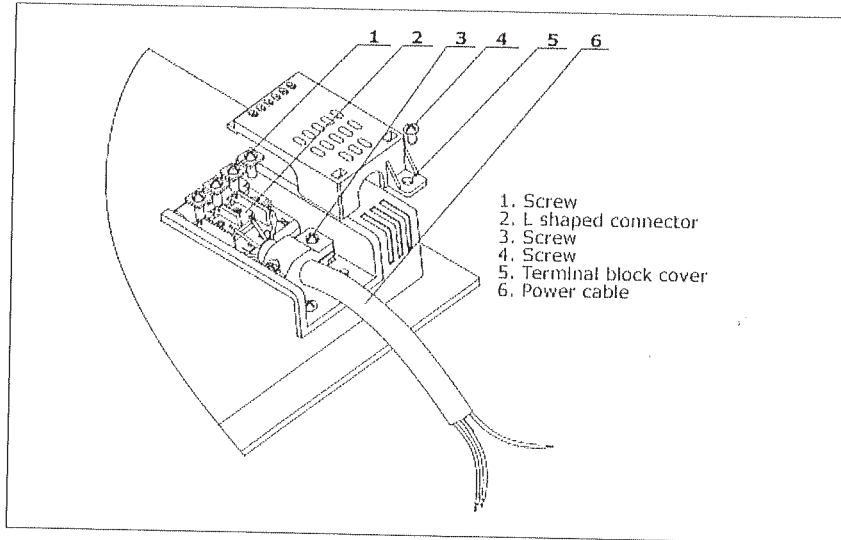 1 2 3 4 5 6
1. Screw
2. L shaped connector
3. Screw
4. Screw
5. Terminal block cover
6. Power cable